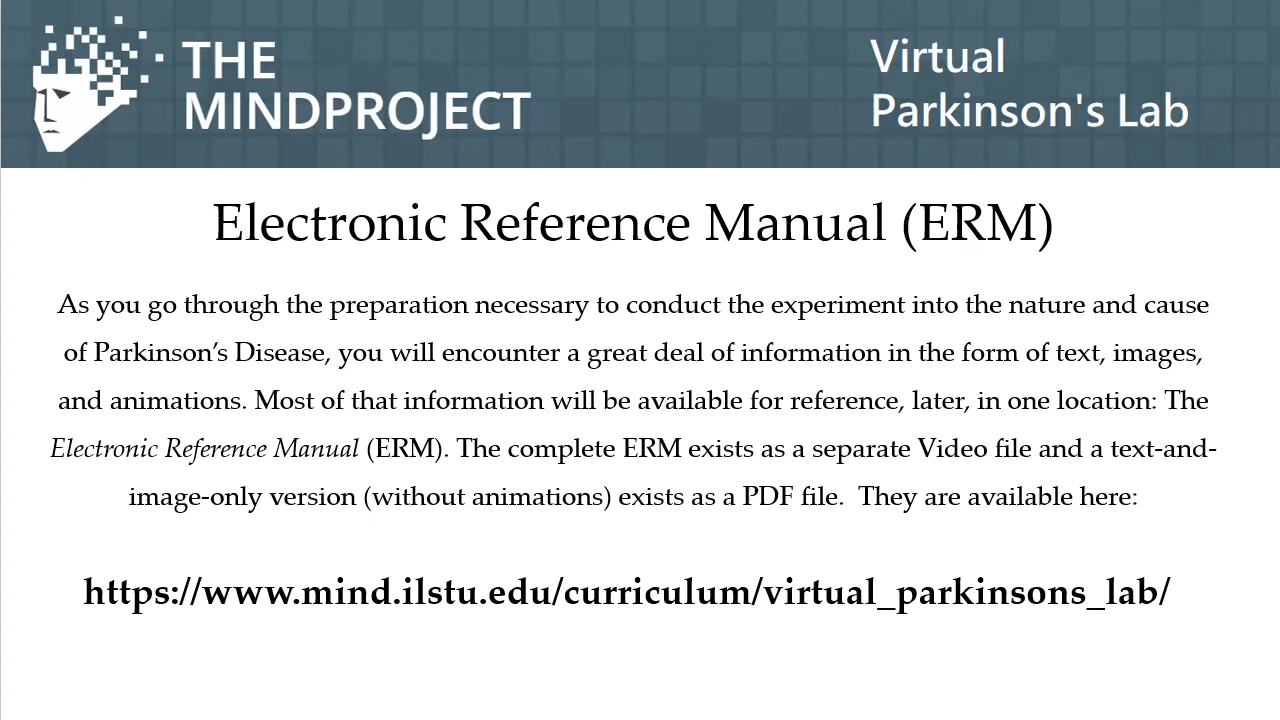 THE
MINDPROJECT
Virtual
Parkinson's Lab
Electronic Reference Manual (ERM)
As you go through the preparation necessary to conduct the experiment into the nature and cause
of Parkinson’s Disease, you will encounter a great deal of information in the form of text, images,
and animations. Most of that information will be available for reference, later, in one location: The
Electronic Reference Manual (ERM). The complete ERM exists as a separate Video file and a text-and-
image-only version (without animations) exists as a PDF file.  They are available here:
https://www.mind.ilstu.edu/curriculum/virtual_parkinsons_lab/